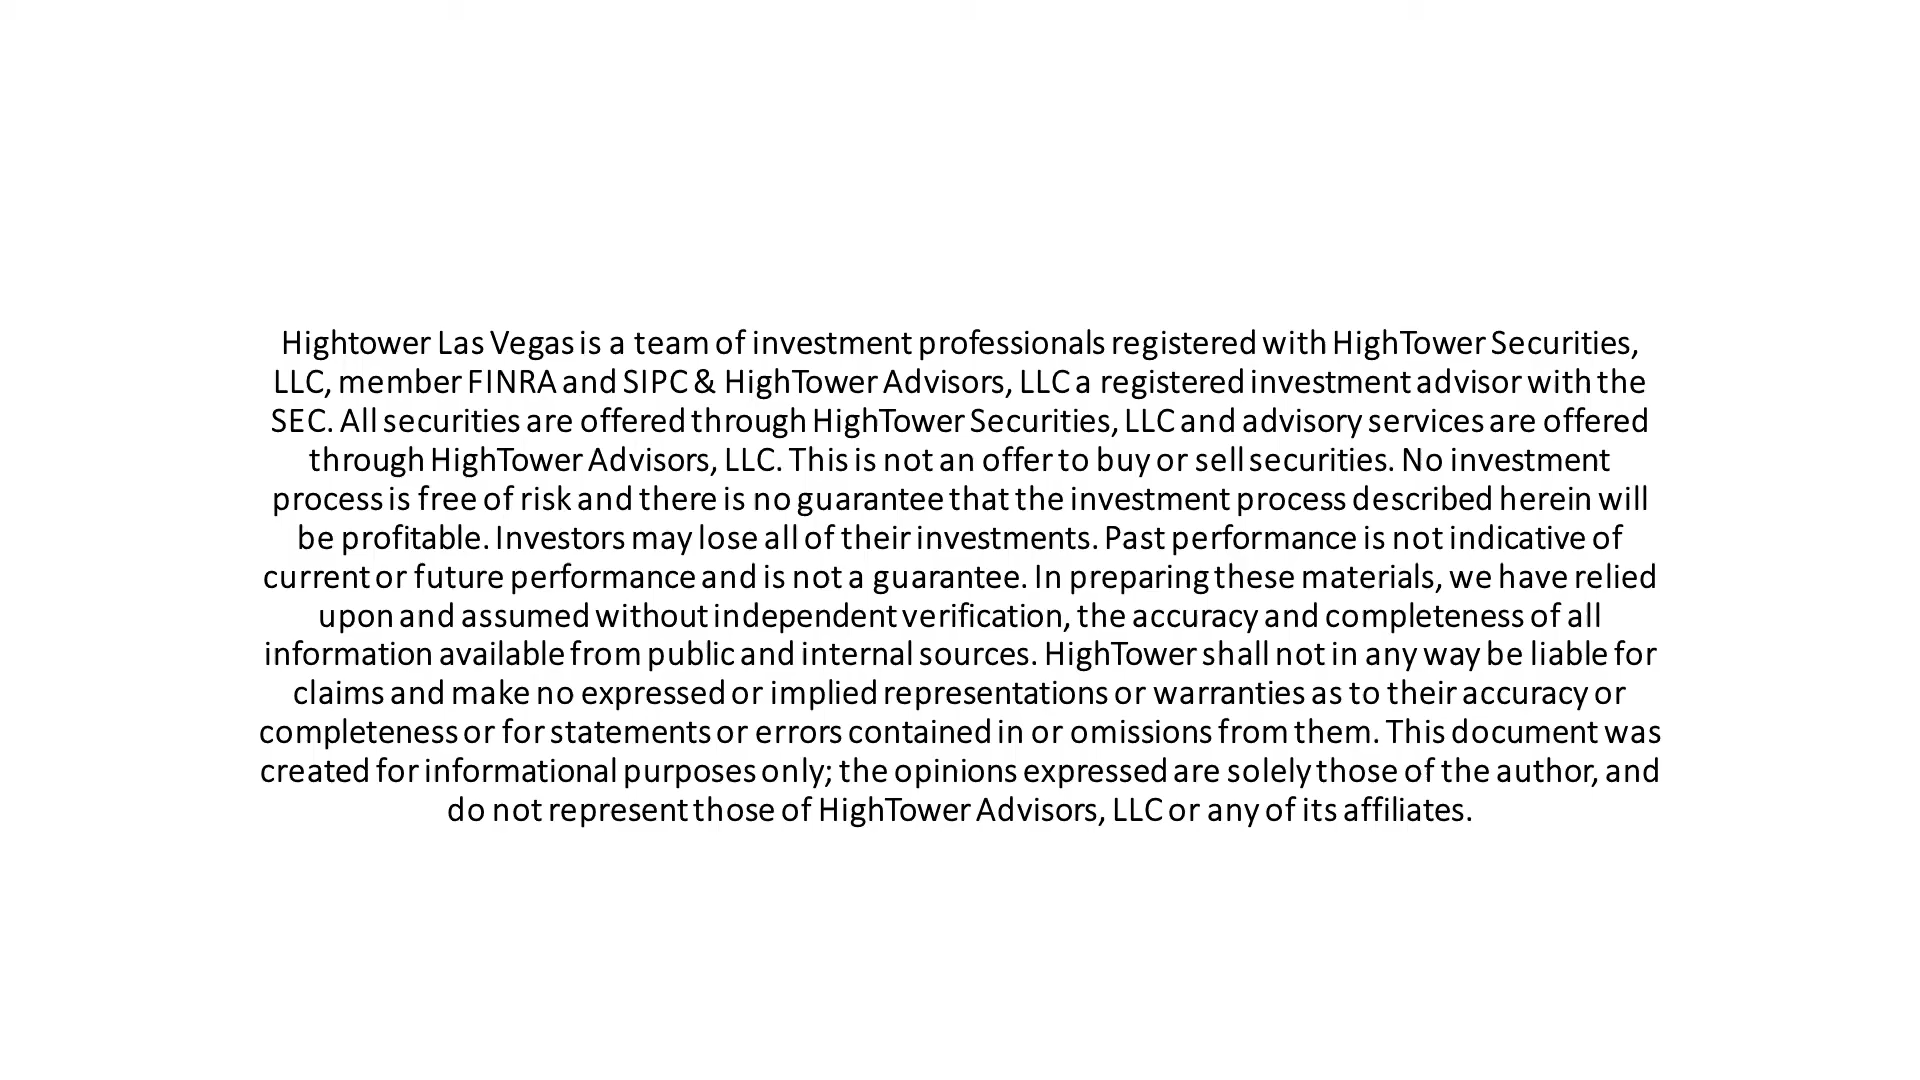 Hightower Las Vegas is a team of investment professionals registered with HighTower Securities,
LLC, member FINRA and SIPC & HighTower Advisors, LLC a registered investment advisor with the
SEC. All securities are offered through HighTower Securities, LLC and advisory services are offered
through HighTower Advisors, LLC. This is not an offer to buy or sell securities. No investment
process is free of risk and there is no guarantee that the investment process described herein will
be profitable. Investors may lose all of their investments. Past performance is not indicative of
current or future performance and is not a guarantee. In preparing these materials, we have relied
upon and assumed without independent verification, the accuracy and completeness of all
information available from public and internal sources. HighTower shall not in any way be liable for
claims and make no expressed or implied representations or warranties as to their accuracy or
completeness or for statements or errors contained in or omissions from them. This document was
created for informational purposes only; the opinions expressed are solely those of the author, and
do not represent those of HighTower Advisors, LLC or any of its affiliates.